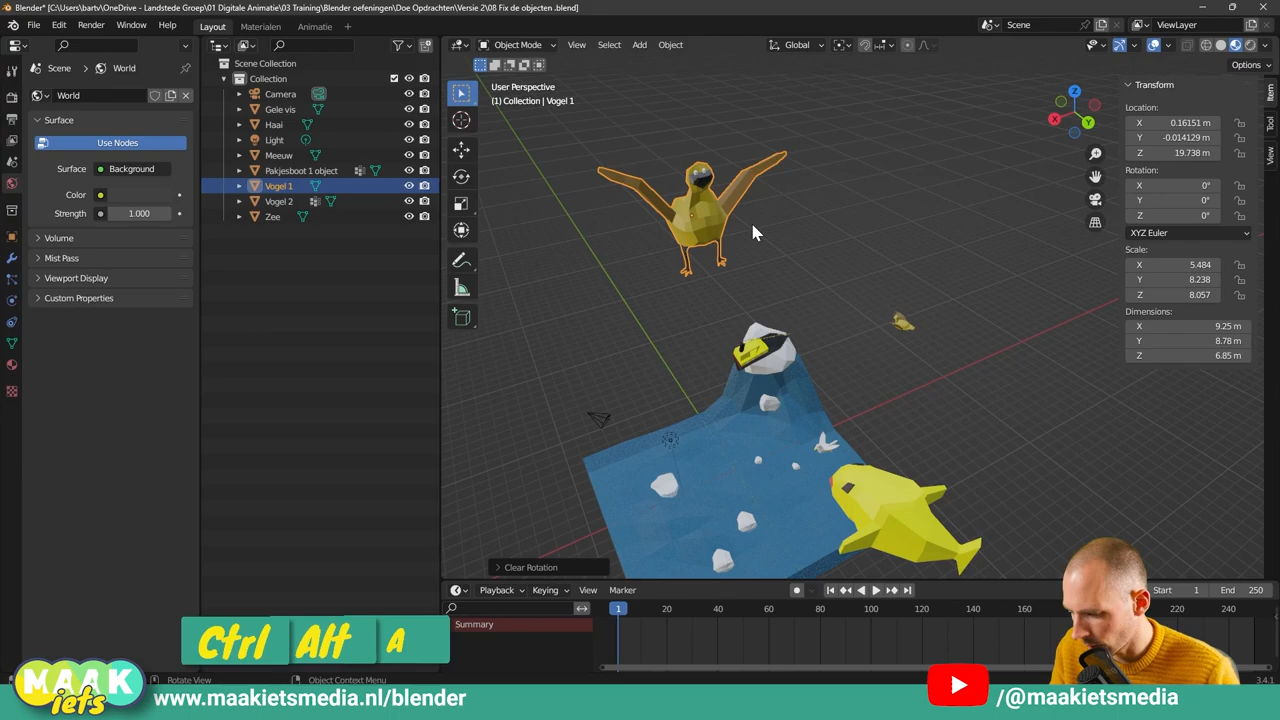 Blender* [C:\Users\bartv\OneDrive - Landstede Groep\01 Digitale Animatie\03 Training\Blender oefeningen\Doe Opdrachten\Versie 2\08 Fix de objecten .blend]
File Edit Render Window Help Layout Modeling Animatie + Scene ViewLayer
Object Mode View Select Add Object Global
Options
Scene > World
World
Surface
Use Nodes
Surface: Background
Color
Strength 1.000
Volume
Mist Pass
Viewport Display
Custom Properties
Scene Collection
Collection
Camera
Gele vis
Haai
Light
Meeuw
Pakjesboot 1 object
Vogel 1
Vogel 2
Zee
User Perspective
(1) Collection | Vogel 1
X
Y
Z
Transform
Location:
X 0.16151 m
Y -0.014129 m
Z 19.738 m
Rotation:
X 0°
Y 0°
Z 0°
XYZ Euler
Scale:
X 5.484
Y 8.238
Z 8.057
Dimensions:
X 9.25 m
Y 8.78 m
Z 6.85 m
Item
Tool
View
Clear Rotation
Playback Keying View Marker Start 1 End 250
1 20 40 60 80 100 120 140 160 220 240
Summary
Ctrl Alt A
Rotate View Object Context Menu 3.4.1
MAAK
iets
www.maakietsmedia.nl/blender
/@maakietsmedia